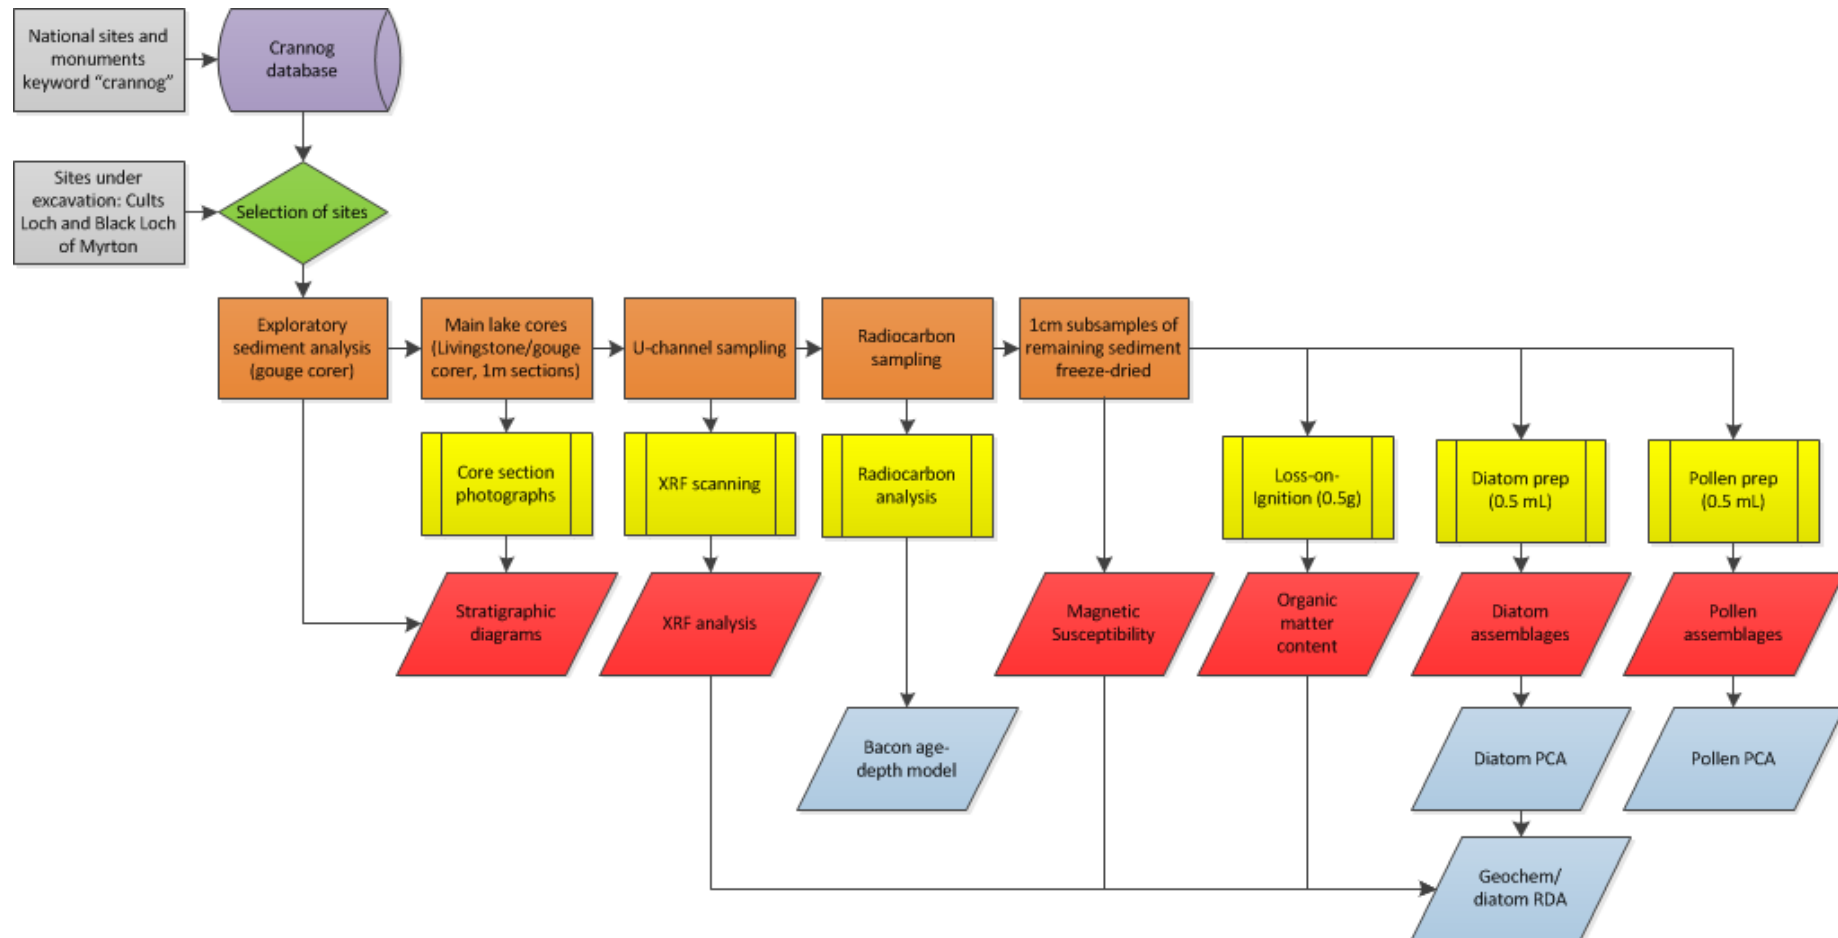 National sites and
monuments
keyword “crannog”
Crannog
database
Sites under
excavation: Cults
Loch and Black Loch
of Myrton
Selection of sites
Exploratory
sediment analysis
(gouge corer)
Main lake cores
(Livingstone/gouge
corer, 1m sections)
U-channel sampling
Radiocarbon
sampling
1cm subsamples of
remaining sediment
freeze-dried
Core section
photographs
XRF scanning
Radiocarbon
analysis
Loss-on-
Ignition (0.5g)
Diatom prep
(0.5 mL)
Pollen prep
(0.5 mL)
Stratigraphic
diagrams
XRF analysis
Magnetic
Susceptibility
Organic
matter
content
Diatom
assemblages
Pollen
assemblages
Bacon age-
depth model
Diatom PCA
Pollen PCA
Geochem/
diatom RDA